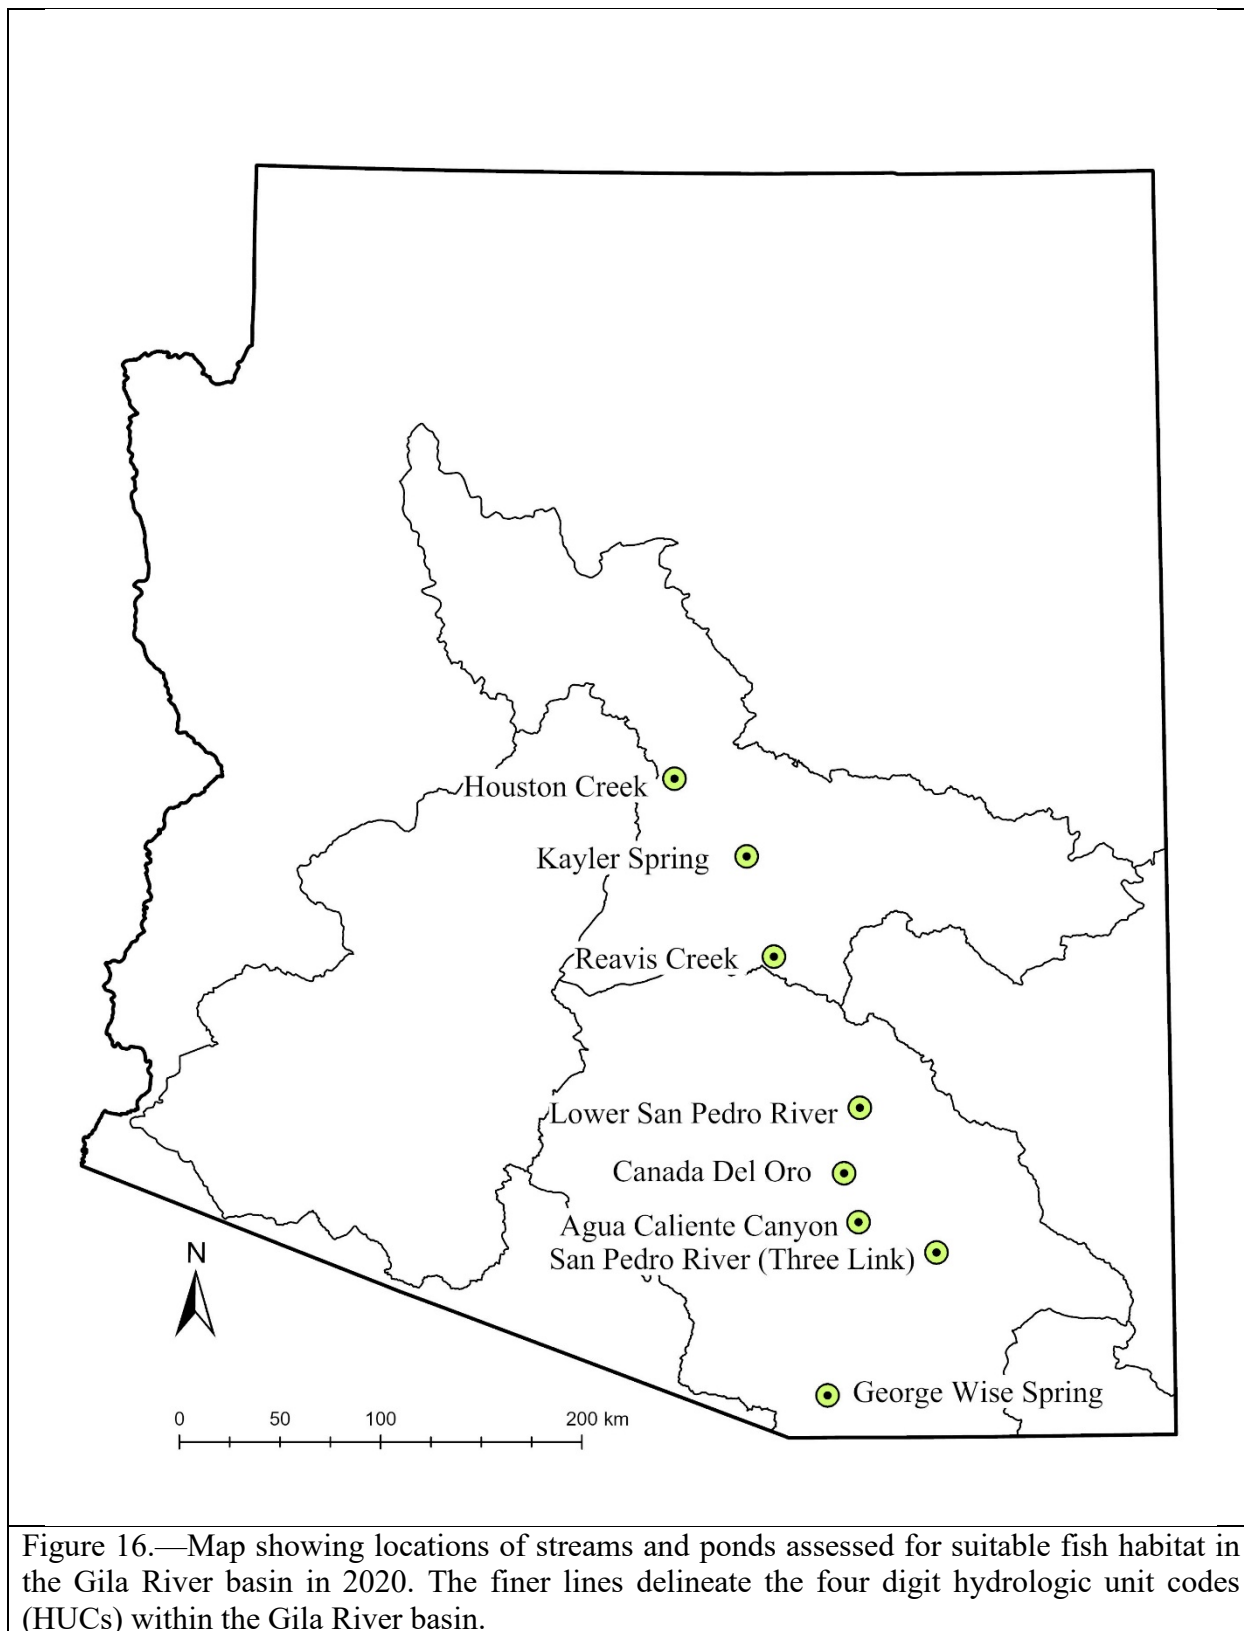 Houston Creek
Kayler Spring
Reavis Creek
Lower San Pedro River
Canada Del Oro
Agua Caliente Canyon
San Pedro River (Three Link)
N
George Wise Spring
0 50 100 200 km
Figure 16.—Map showing locations of streams and ponds assessed for suitable fish habitat in
the Gila River basin in 2020. The finer lines delineate the four digit hydrologic unit codes
(HUCs) within the Gila River basin.